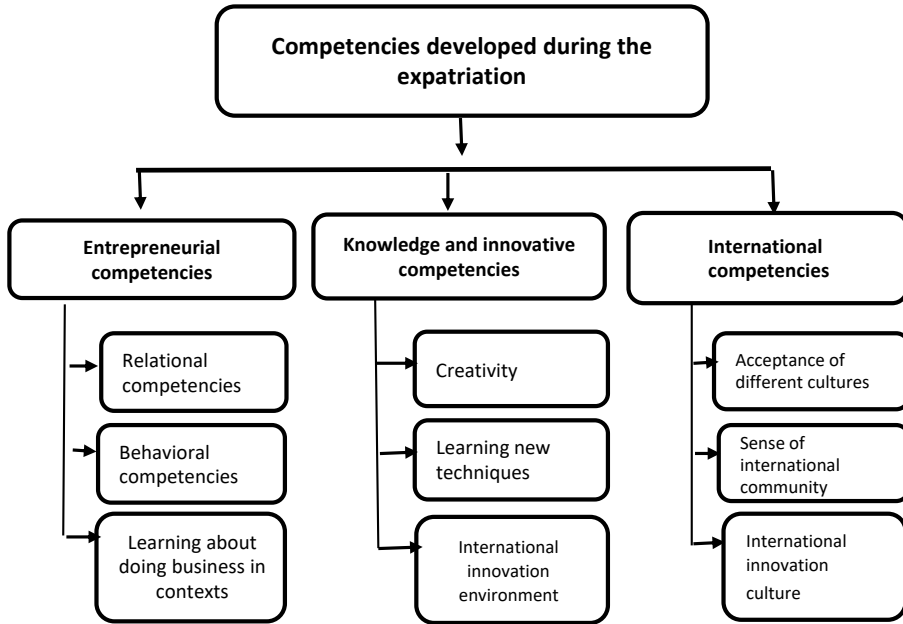 Competencies developed during the
expatriation
Entrepreneurial
competencies
Knowledge and innovative
competencies
International
competencies
Relational
competencies
Behavioral
competencies
Learning about
doing business in
contexts
Creativity
Learning new
techniques
International
innovation
environment
Acceptance of
different cultures
Sense of
international
community
International
innovation
culture